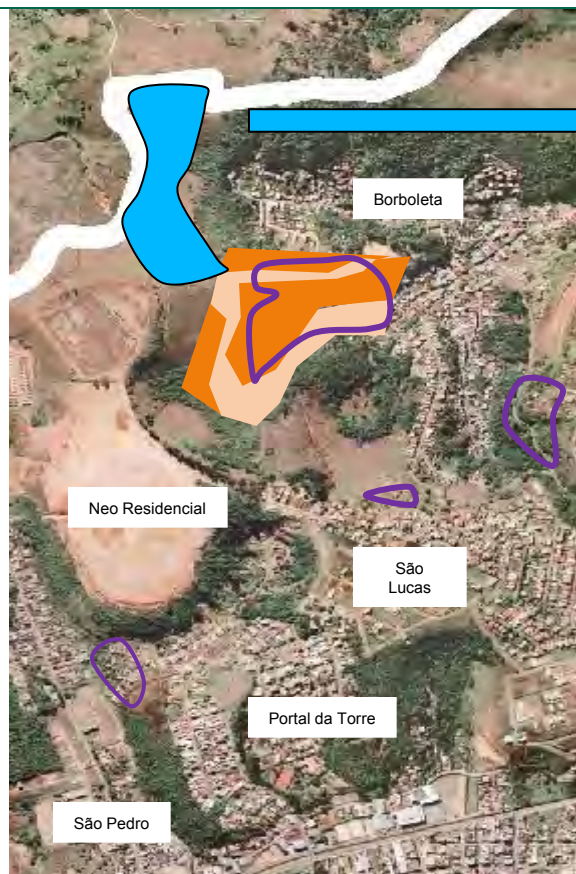 Borboleta
Neo Residencial
São
Lucas
Portal da Torre
São Pedro